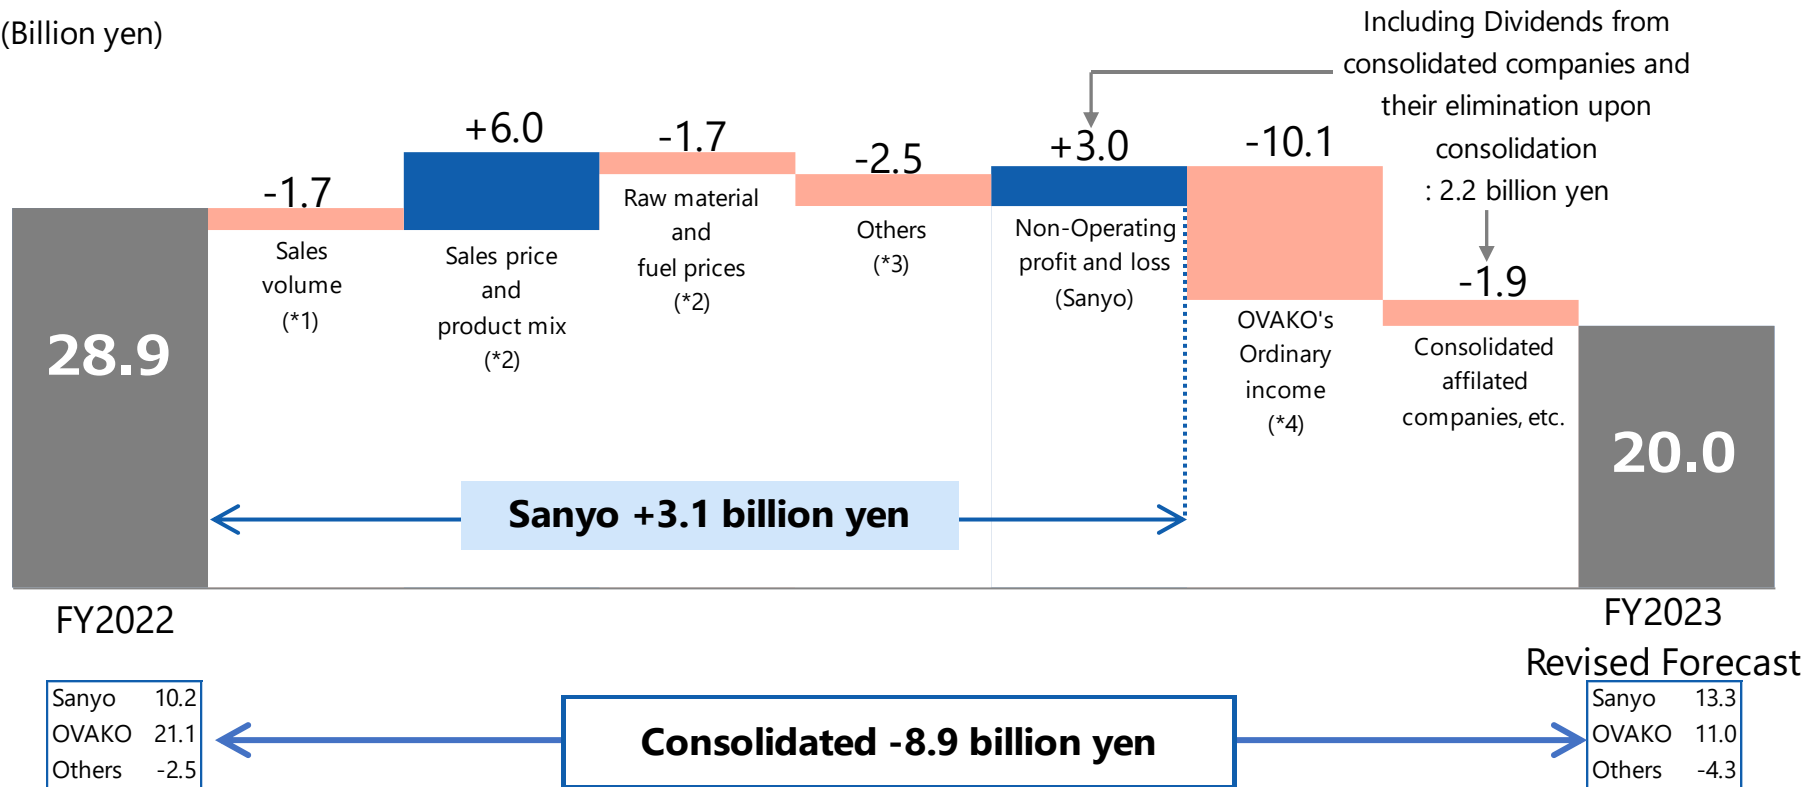 (Billion yen)
Including Dividends from
consolidated companies and
their elimination upon
consolidation
: 2.2 billion yen
-1.7
+6.0
-1.7
-2.5
+3.0
-10.1
-1.9
28.9
Sales
volume
(*1)
Sales price
and
product mix
(*2)
Raw material
and
fuel prices
(*2)
Others
(*3)
Non-Operating
profit and loss
(Sanyo)
OVAKO's
Ordinary
income
(*4)
Consolidated
affilated
companies, etc.
20.0
Sanyo +3.1 billion yen
FY2022
FY2023
Revised Forecast
Sanyo 10.2
OVAKO 21.1
Others -2.5
Consolidated -8.9 billion yen
Sanyo 13.3
OVAKO 11.0
Others -4.3